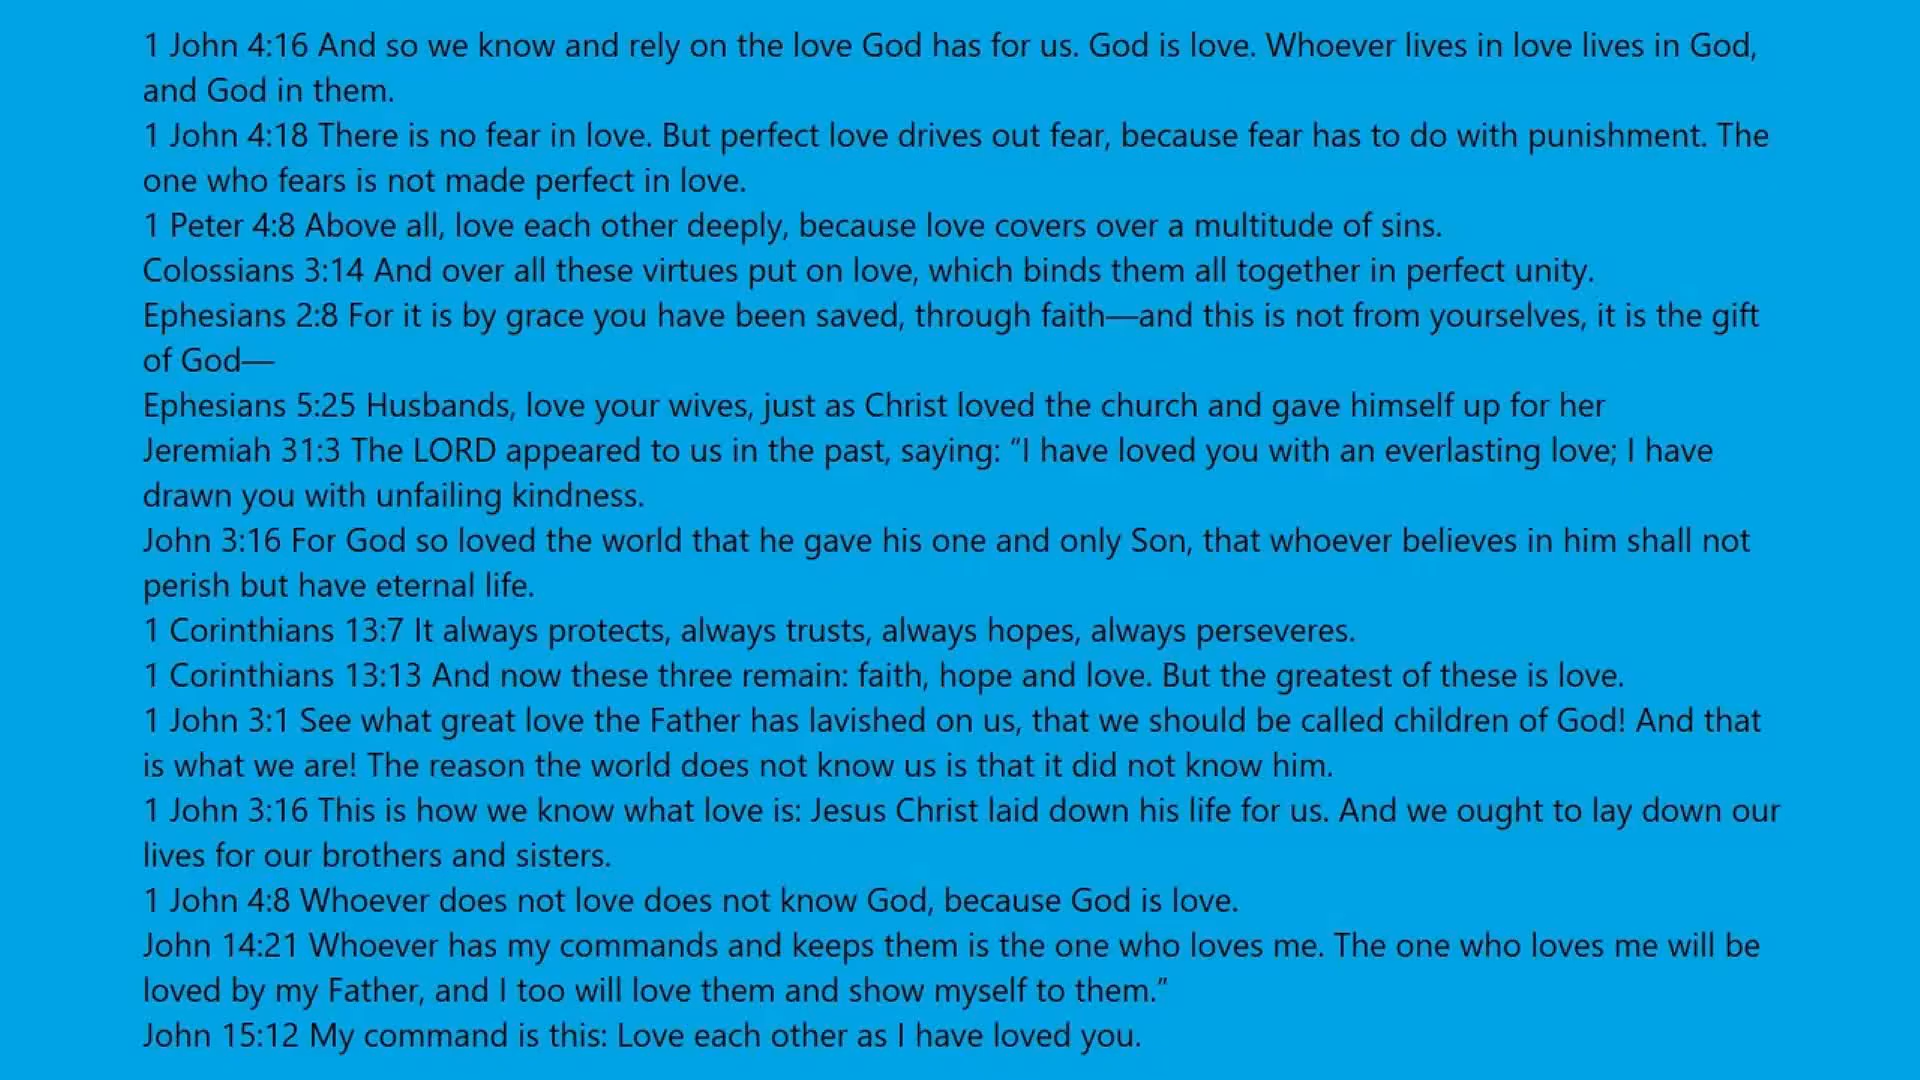 1 John 4:16 And so we know and rely on the love God has for us. God is love. Whoever lives in love lives in God,
and God in them.
1 John 4:18 There is no fear in love. But perfect love drives out fear, because fear has to do with punishment. The
one who fears is not made perfect in love.
1 Peter 4:8 Above all, love each other deeply, because love covers over a multitude of sins.
Colossians 3:14 And over all these virtues put on love, which binds them all together in perfect unity.
Ephesians 2:8 For it is by grace you have been saved, through faith—and this is not from yourselves, it is the gift
of God—
Ephesians 5:25 Husbands, love your wives, just as Christ loved the church and gave himself up for her
Jeremiah 31:3 The LORD appeared to us in the past, saying: “I have loved you with an everlasting love; I have
drawn you with unfailing kindness.
John 3:16 For God so loved the world that he gave his one and only Son, that whoever believes in him shall not
perish but have eternal life.
1 Corinthians 13:7 It always protects, always trusts, always hopes, always perseveres.
1 Corinthians 13:13 And now these three remain: faith, hope and love. But the greatest of these is love.
1 John 3:1 See what great love the Father has lavished on us, that we should be called children of God! And that
is what we are! The reason the world does not know us is that it did not know him.
1 John 3:16 This is how we know what love is: Jesus Christ laid down his life for us. And we ought to lay down our
lives for our brothers and sisters.
1 John 4:8 Whoever does not love does not know God, because God is love.
John 14:21 Whoever has my commands and keeps them is the one who loves me. The one who loves me will be
loved by my Father, and I too will love them and show myself to them.”
John 15:12 My command is this: Love each other as I have loved you.